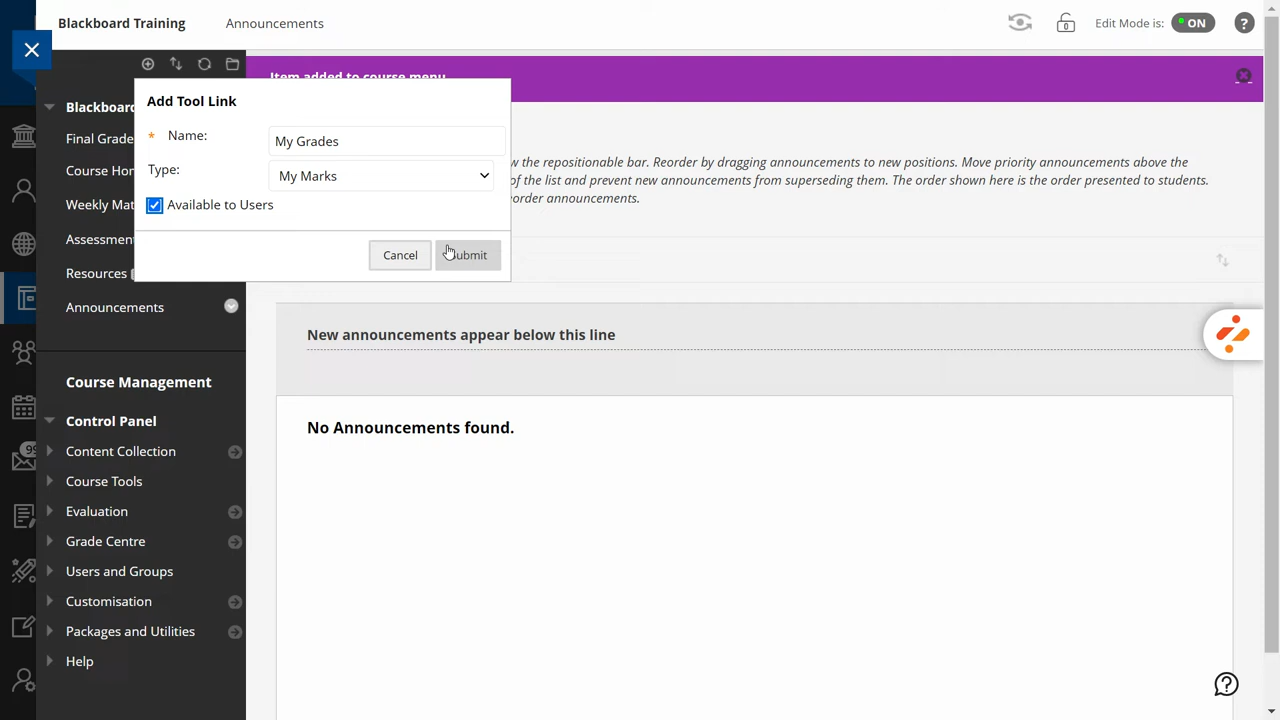 Blackboard Training
Announcements
Edit Mode is:
ON
?
Item added to course menu
Blackboard
Final Grade
Add Tool Link
* Name:
My Grades
Type:
My Marks
Available to Users
Cancel
Submit
w the repositionable bar. Reorder by dragging announcements to new positions. Move priority announcements above the
of the list and prevent new announcements from superseding them. The order shown here is the order presented to students.
order announcements.
Weekly Mat
Assessment
Resources
Announcements
New announcements appear below this line
No Announcements found.
Course Management
Control Panel
Content Collection
Course Tools
Evaluation
Grade Centre
Users and Groups
Customisation
Packages and Utilities
Help